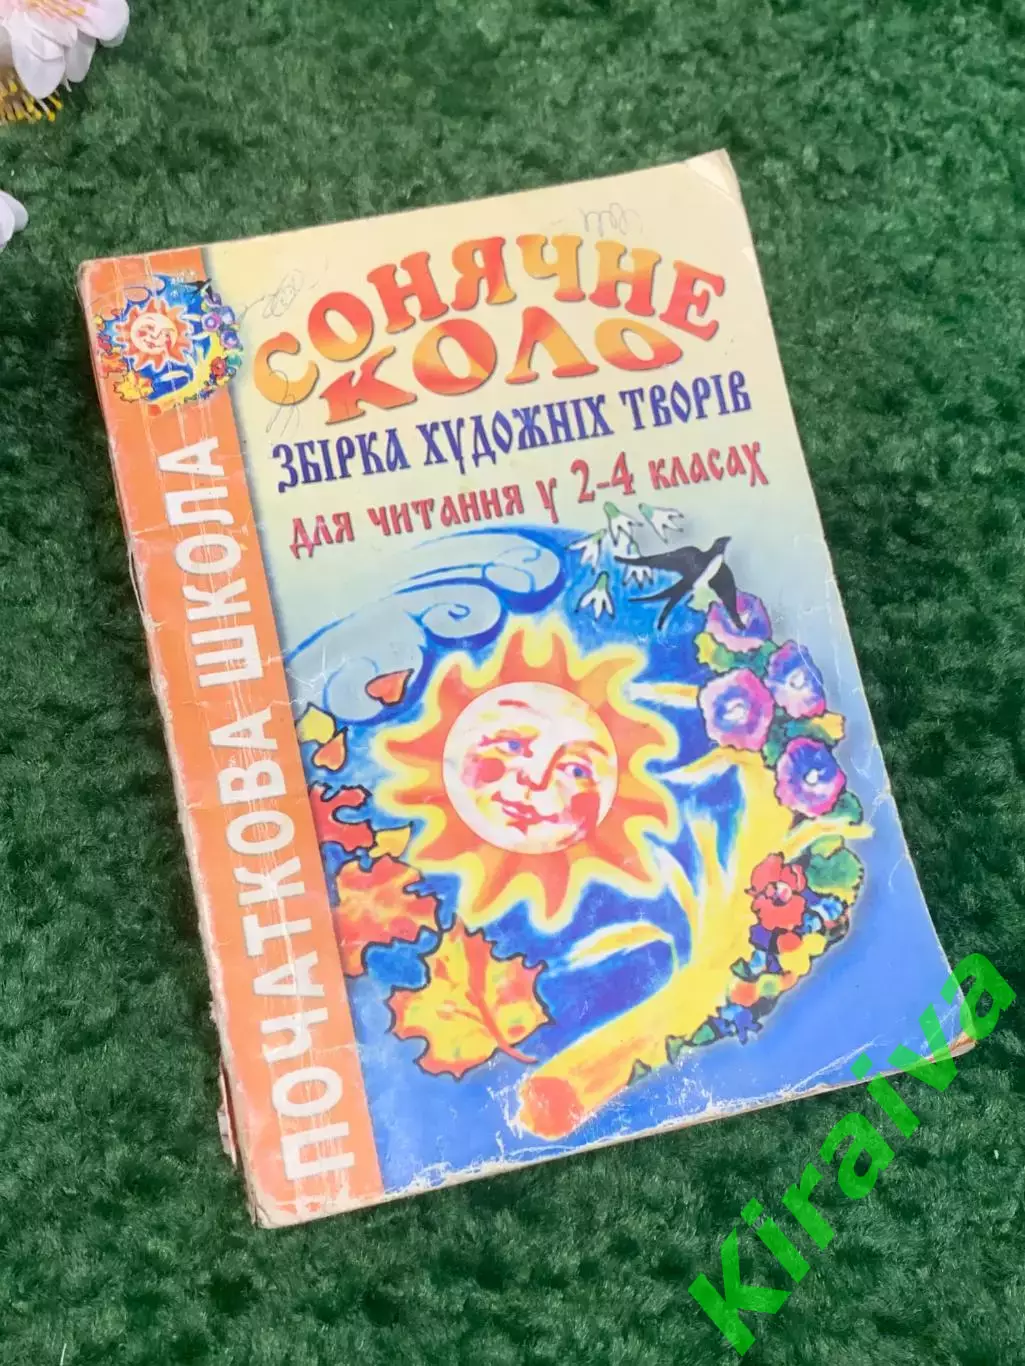 СОНЯЧНЕ
КОЛО
ЗБІРКА ХУДОЖНІХ ТВОРІВ
для читання у 2-4 класах
ПОЧАТКОВА ШКОЛА
Kiraiva